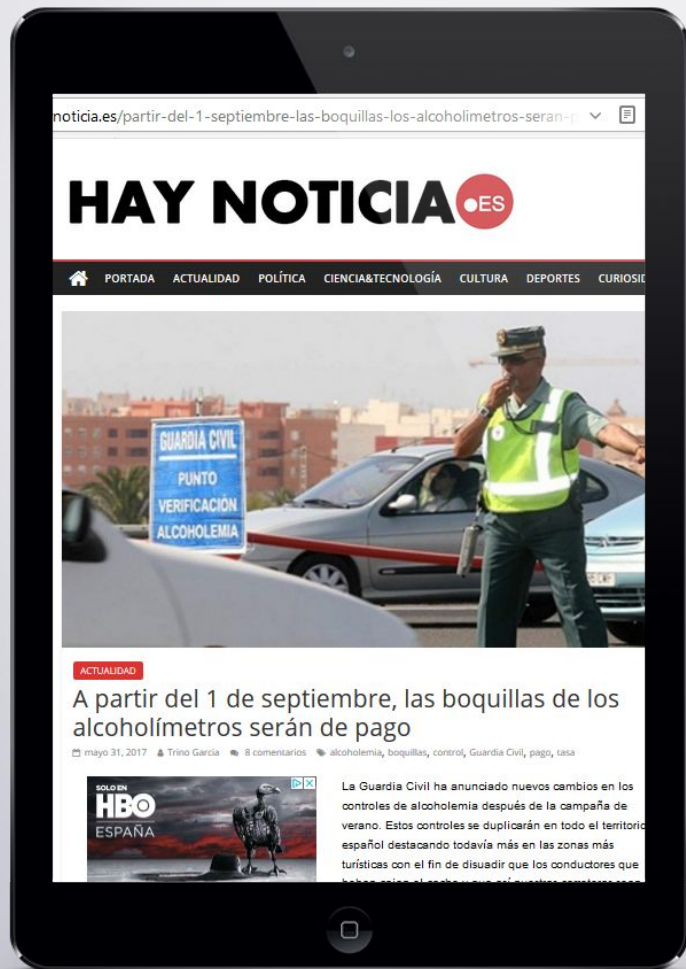 noticia.es/partir-del-1-septiembre-las-boquillas-los-alcoholimetros-seran-
HAY NOTICIA.ES
PORTADA ACTUALIDAD POLÍTICA CIENCIA&TECNOLOGÍA CULTURA DEPORTES CURIOSID
GUARDIA CIVIL
PUNTO
VERIFICACIÓN
ALCOHOLEMIA
ACTUALIDAD
A partir del 1 de septiembre, las boquillas de los
alcoholímetros serán de pago
mayo 31, 2017 Trino Garcia 8 comentarios alcoholemia, boquillas, control, Guardia Civil, pago, tasa
SOLO EN
HBO
ESPAÑA
La Guardia Civil ha anunciado nuevos cambios en los
controles de alcoholemia después de la campaña de
verano. Estos controles se duplicarán en todo el territorio
español destacando todavía más en las zonas más
turísticas con el fin de disuadir que los conductores que